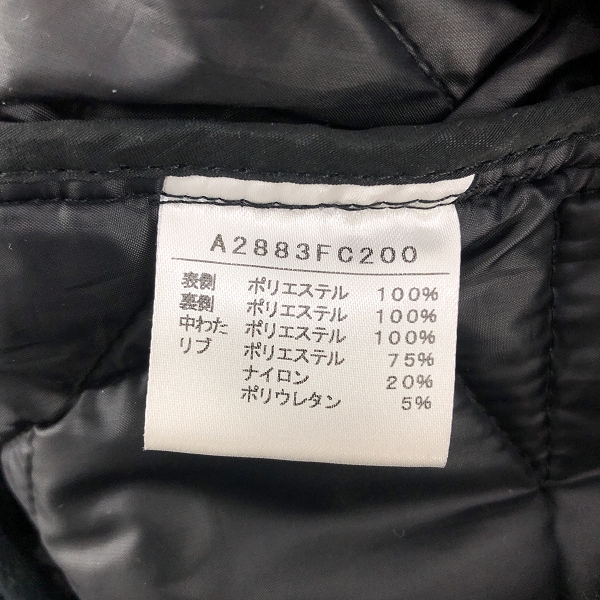 A2883FC200
表側 ポリエステル 100%
裏側 ポリエステル 100%
中わた ポリエステル 100%
リブ ポリエステル 75%
ナイロン 20%
ポリウレタン 5%